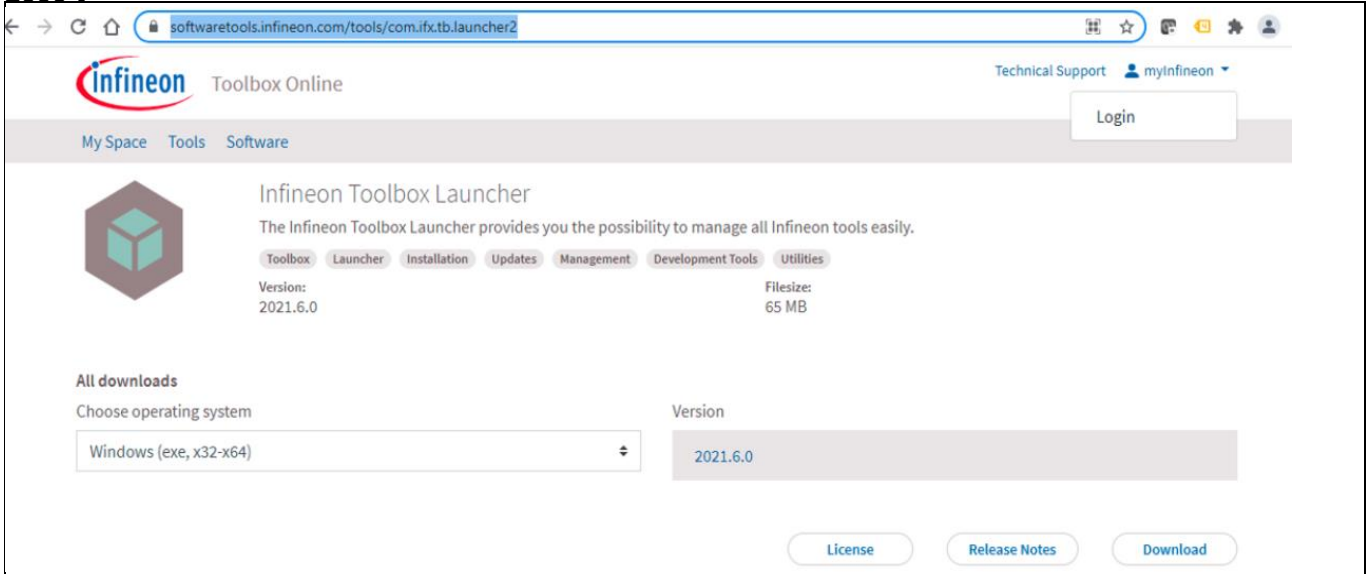 softwaretools.infineon.com/tools/com.ifx.tb.launcher2
infineon Toolbox Online
Technical Support myInfineon
Login
My Space Tools Software
Infineon Toolbox Launcher
The Infineon Toolbox Launcher provides you the possibility to manage all Infineon tools easily.
Toolbox Launcher Installation Updates Management Development Tools Utilities
Version: Filesize:
2021.6.0 65 MB
All downloads
Choose operating system Version
Windows (exe, x32-x64) 2021.6.0
License Release Notes Download